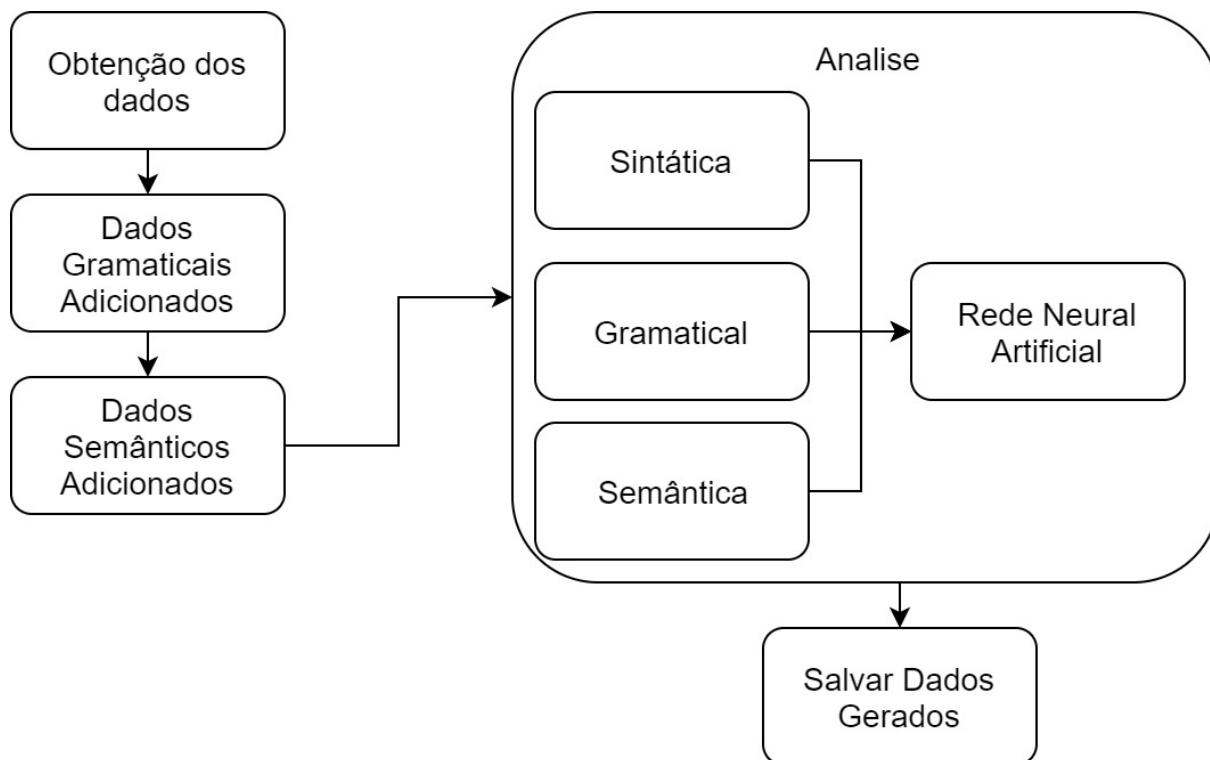 Obtenção dos
dados
Dados
Gramaticais
Adicionados
Dados
Semânticos
Adicionados
Analise
Sintática
Gramatical
Semântica
Rede Neural
Artificial
Salvar Dados
Gerados